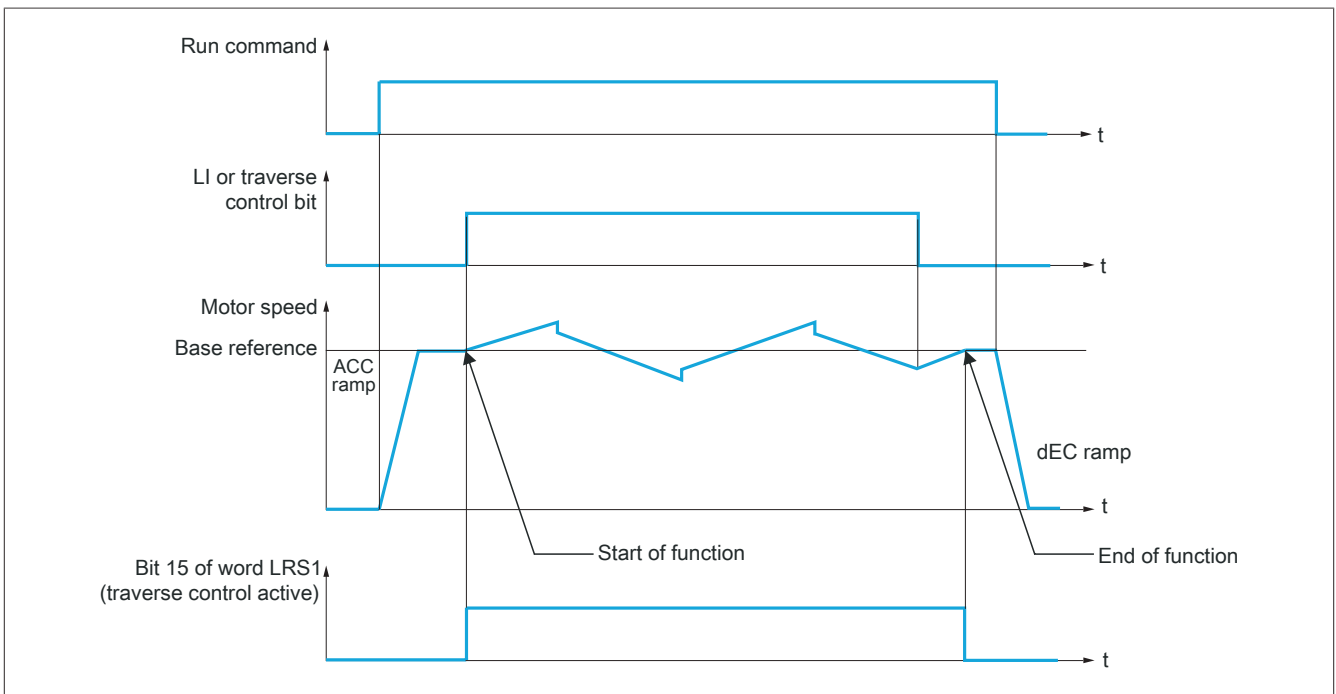 Run command
t
LI or traverse
control bit
t
Motor speed
Base reference
ACC
ramp
dEC ramp
t
Start of function
End of function
Bit 15 of word LRS1
(traverse control active)
t